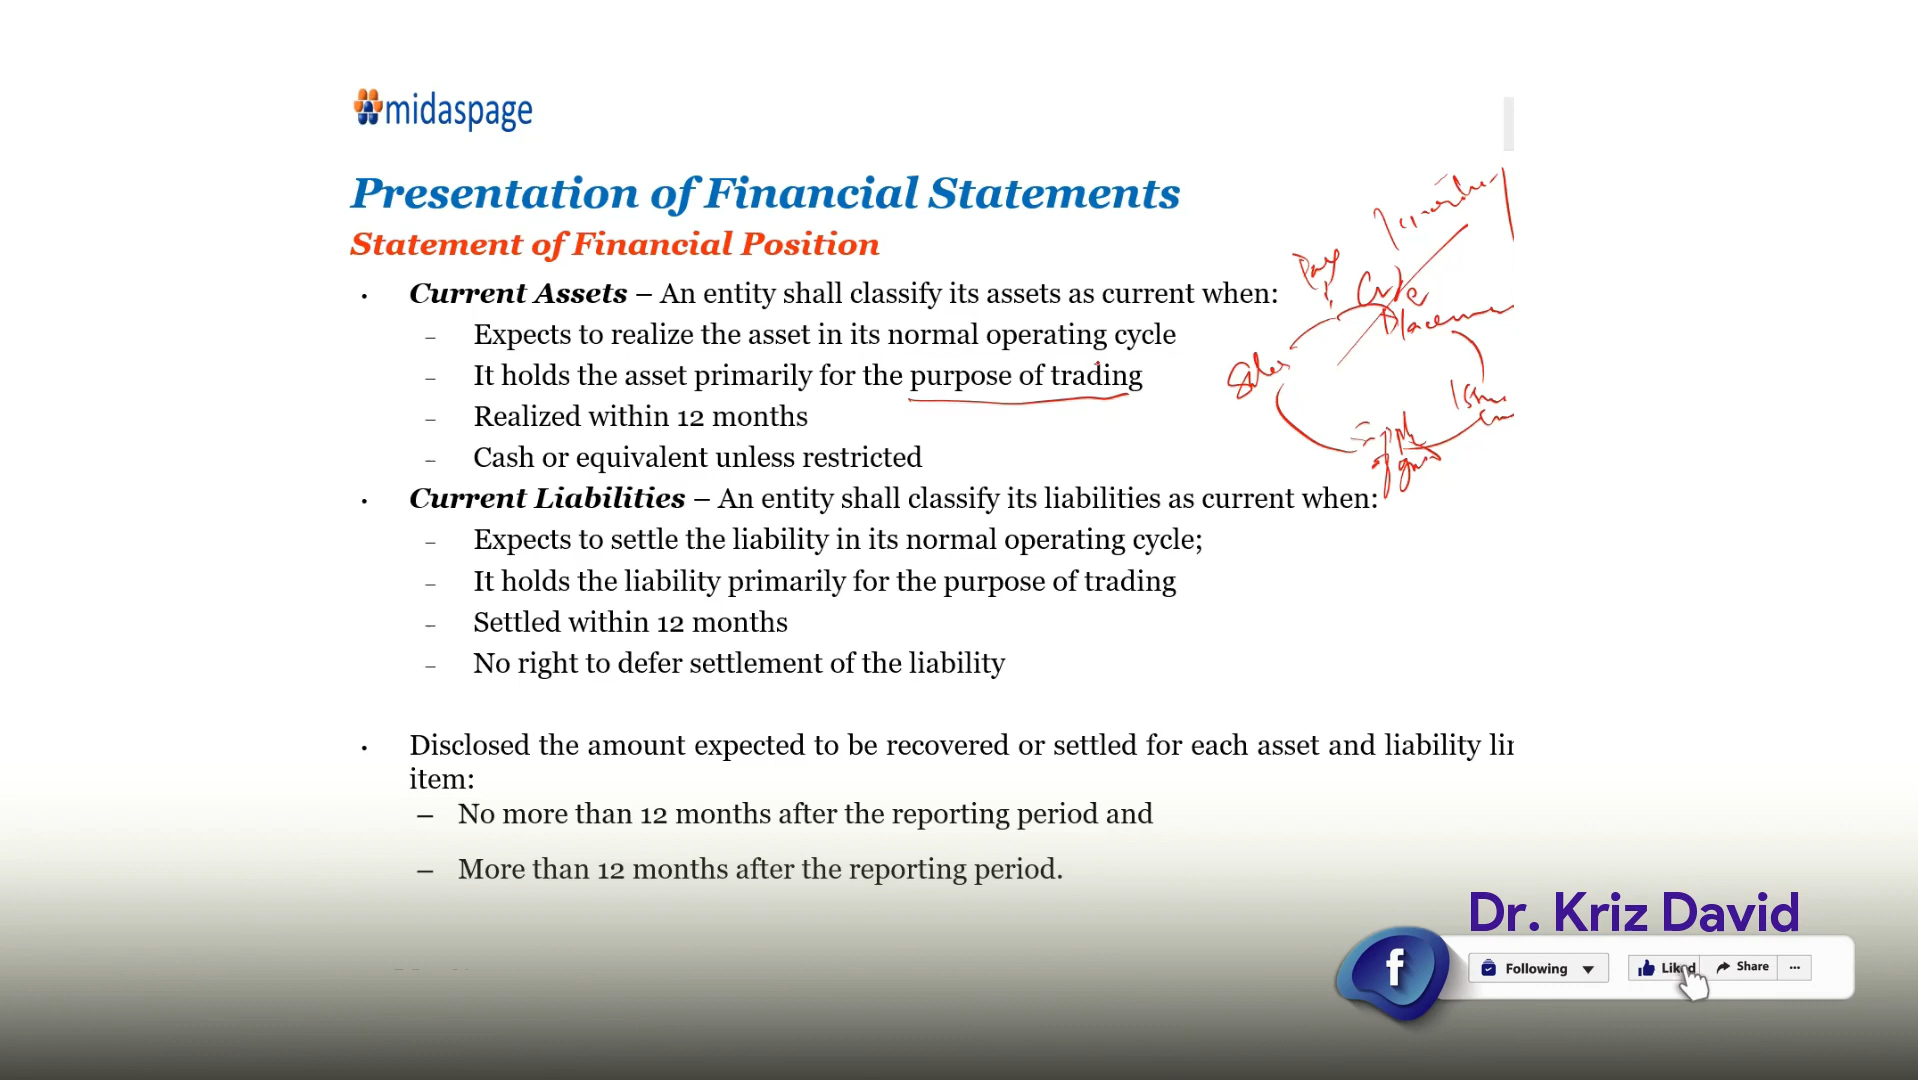 midaspage
Presentation of Financial Statements
Statement of Financial Position
• Current Assets – An entity shall classify its assets as current when:
– Expects to realize the asset in its normal operating cycle
– It holds the asset primarily for the purpose of trading
– Realized within 12 months
– Cash or equivalent unless restricted
Sales
• Current Liabilities – An entity shall classify its liabilities as current when:
– Expects to settle the liability in its normal operating cycle;
– It holds the liability primarily for the purpose of trading
– Settled within 12 months
– No right to defer settlement of the liability
• Disclosed the amount expected to be recovered or settled for each asset and liability
item:
– No more than 12 months after the reporting period and
– More than 12 months after the reporting period.
Dr. Kriz David
f Following Liked Share ...